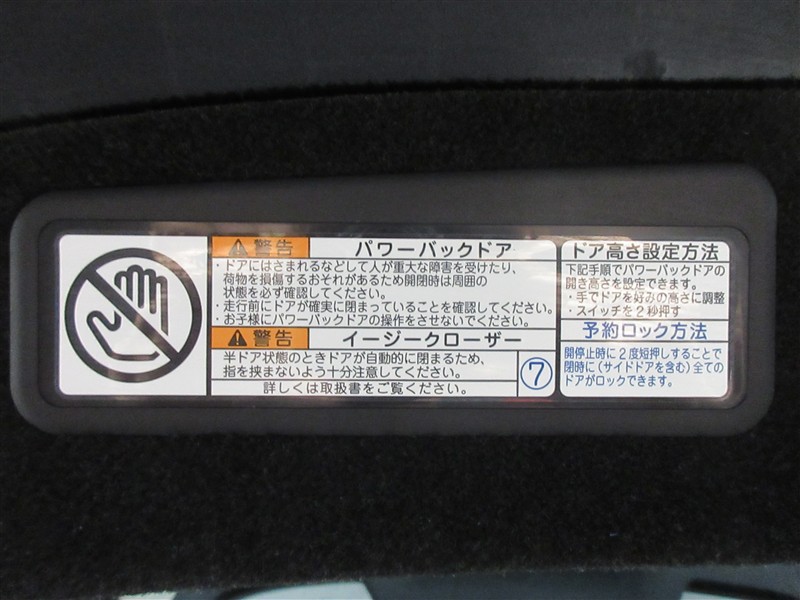 警告 パワーバックドア
・ドアにはさまれるなどして人が重大な障害を受けたり、
荷物を損傷するおそれがあるため開閉時は周囲の
状態を必ず確認してください。
・走行前にドアが確実に閉まっていることを確認してください。
・お子様にパワーバックドアの操作をさせないでください。
警告 イージークローザー
半ドア状態のときドアが自動的に閉まるため、
指を挟まないよう十分注意してください。
詳しくは取扱書をご覧ください。
⑦
ドア高さ設定方法
下記手順でパワーバックドアの
開き高さを設定できます。
・手でドアを好みの高さに調整
・スイッチを2秒押す
予約ロック方法
開停止時に2度短押しすることで
閉時に(サイドドアを含む)全ての
ドアがロックできます。